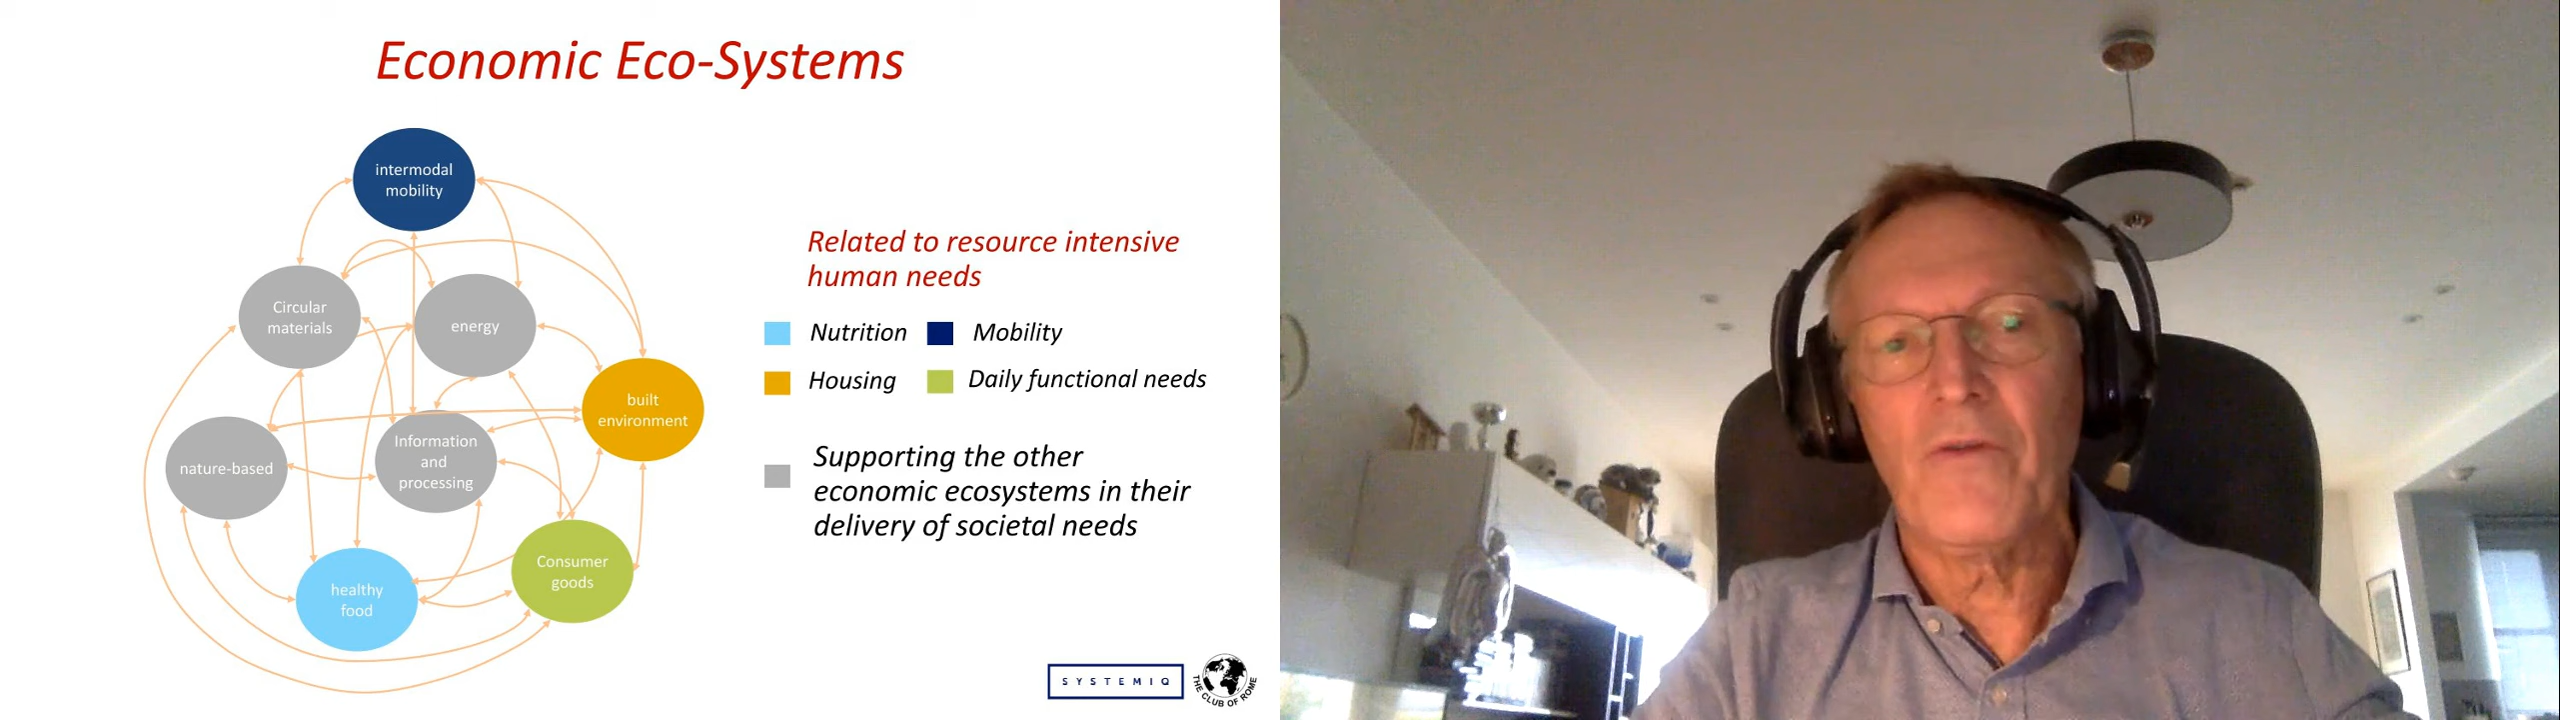 Economic Eco-Systems
intermodal
mobility
Circular
materials
energy
built
environment
nature-based
Information
and
processing
healthy
food
Consumer
goods
Related to resource intensive
human needs
Nutrition
Mobility
Housing
Daily functional needs
Supporting the other
economic ecosystems in their
delivery of societal needs
SYSTEMIQ
THE CLUB OF ROME